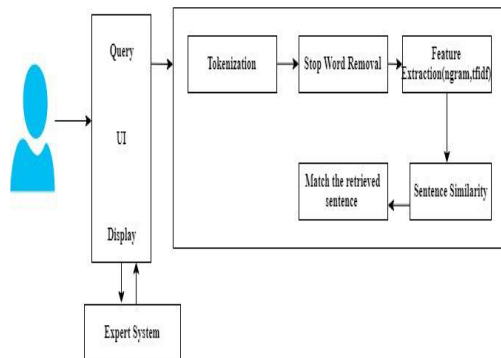 Query
UI
Display
Tokenization
Stop Word Removal
Feature
Extraction(ngram,tfidf)
Match the retrieved
sentence
Sentence Similarity
Expert System